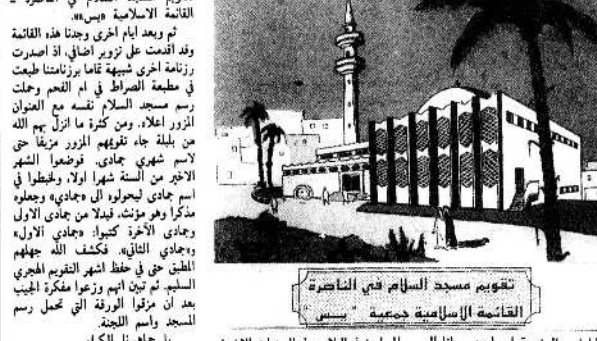 القائمة الاسلامية «يس»».
ثم وبعد ايام اخرى وجدنا هذه القائمة
وقد اقدمت على تزوير اضافي، اذ اصدرت
رزنامة اخرى شبيهة تماما برزنامتنا طبعت
في مطبعة الصراط في ام الفحم وحملت
رسم مسجد السلام نفسه مع العنوان
المزور اعلاه. ومن كثرة ما انزل بهم الله
من بلبلة جاء تقويمهم المزور مزيفا حتى
لاسم شهري جمادى. فوضعوا الشهر
الاخير من السنة شهرا اولا، ولخبطوا في
اسم جمادى ليحولوه الى «جمادي» وجعلوه
مذكرا وهو مؤنث. فبدلا من جمادى الاولى
وجمادى الآخرة كتبوا: «جمادي الاول»
و«جمادي الثاني». فكشف الله جهلهم
المطبق حتى في حفظ اشهر التقويم الهجري
السليم. ثم تبين انهم وزعوا مفكرة الجيب
بعد ان مزقوا الورقة التي تحمل رسم
المسجد واسم اللجنة.
تقويم مسجد السلام في الناصرة
القائمة الاسلامية جمعية "يــس